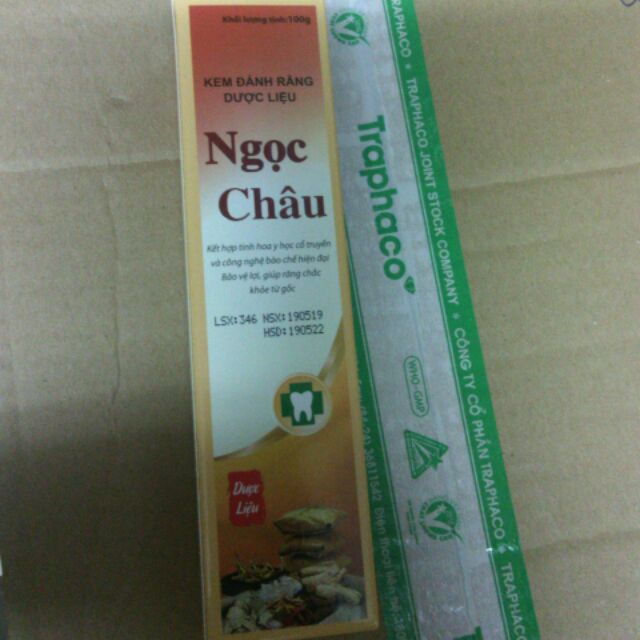 Khối lượng tịnh:100g
KEM ĐÁNH RĂNG
DƯỢC LIỆU
Ngọc
Châu
Kết hợp tinh hoa y học cổ truyền
và công nghệ bào chế hiện đại
Bảo vệ lợi, giúp răng chắc
khỏe từ gốc
LSX:346 NSX:190519
HSD:190522
Dược
Liệu
TRAPHACO
TRAPHACO JOINT STOCK COMPANY
CÔNG TY CỔ PHẦN TRAPHACO
Traphaco
WHO GMP
Trap